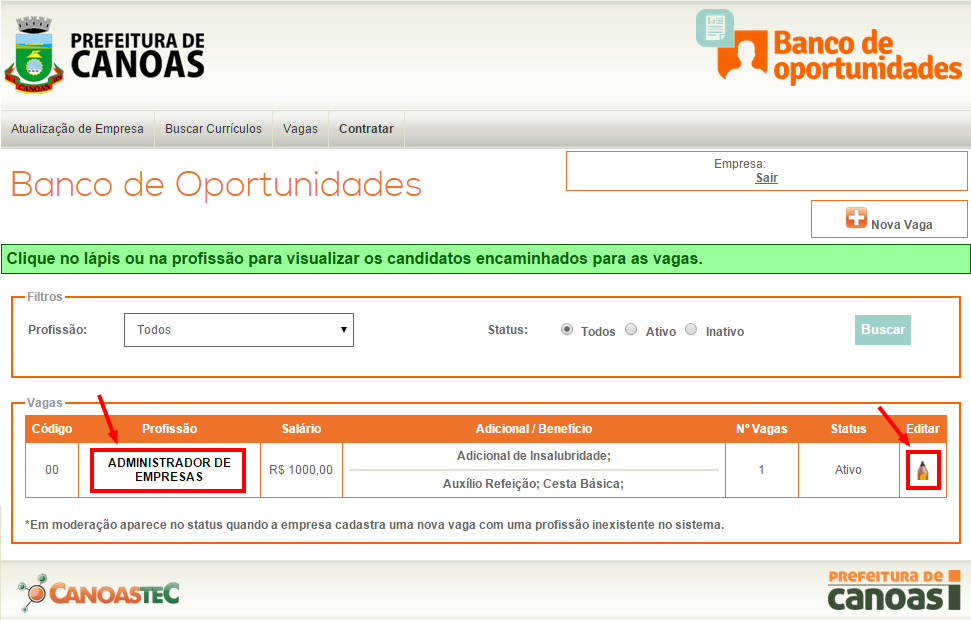 PREFEITURA DE
CANOAS
CANOAS
Banco de
oportunidades
Atualização de Empresa
Buscar Currículos
Vagas
Contratar
Banco de Oportunidades
Empresa:
Sair
Nova Vaga
Clique no lápis ou na profissão para visualizar os candidatos encaminhados para as vagas.
Filtros
Profissão: Todos Status: Todos Ativo Inativo Buscar
Vagas
Código Profissão Salário Adicional / Benefício Nº Vagas Status Editar
00 ADMINISTRADOR DE EMPRESAS R$ 1000,00 Adicional de Insalubridade; 1 Ativo
Auxílio Refeição; Cesta Básica;
*Em moderação aparece no status quando a empresa cadastra uma nova vaga com uma profissão inexistente no sistema.
CANOASTEC
PREFEITURA DE
canoas